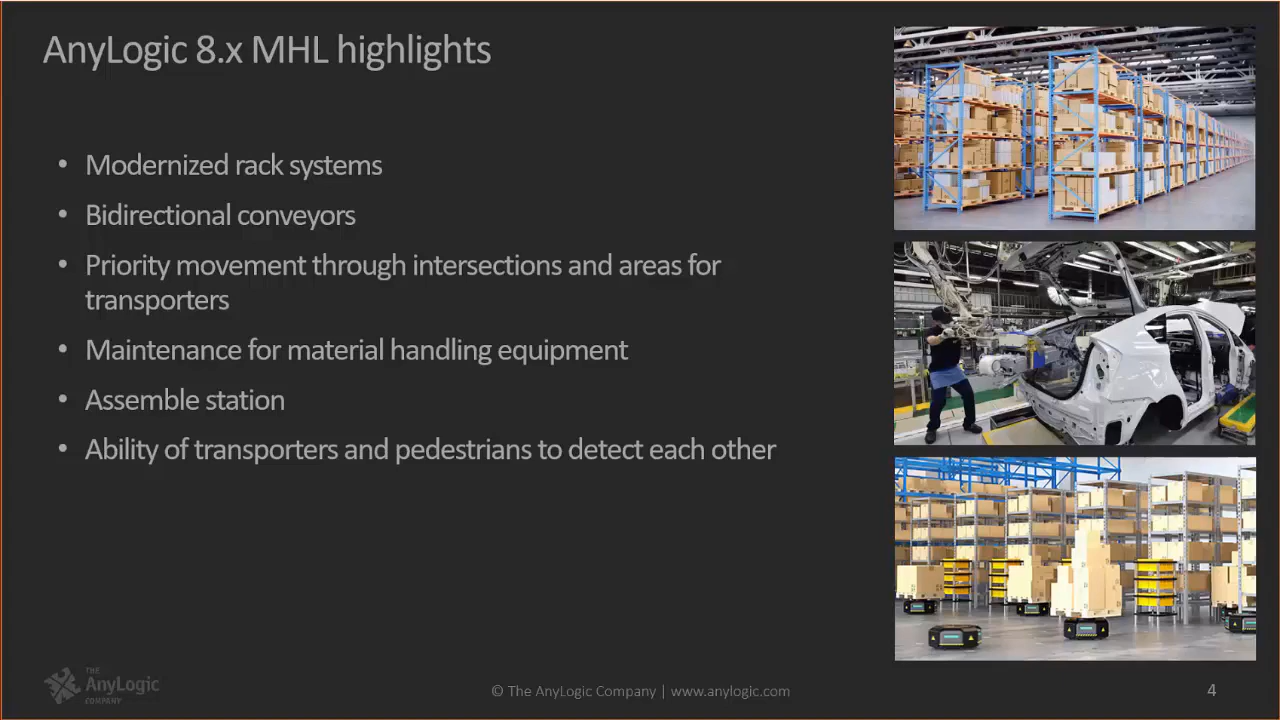 AnyLogic 8.x MHL highlights
• Modernized rack systems
• Bidirectional conveyors
• Priority movement through intersections and areas for
transporters
• Maintenance for material handling equipment
• Assemble station
• Ability of transporters and pedestrians to detect each other
THE
AnyLogic
COMPANY
© The AnyLogic Company | www.anylogic.com
4